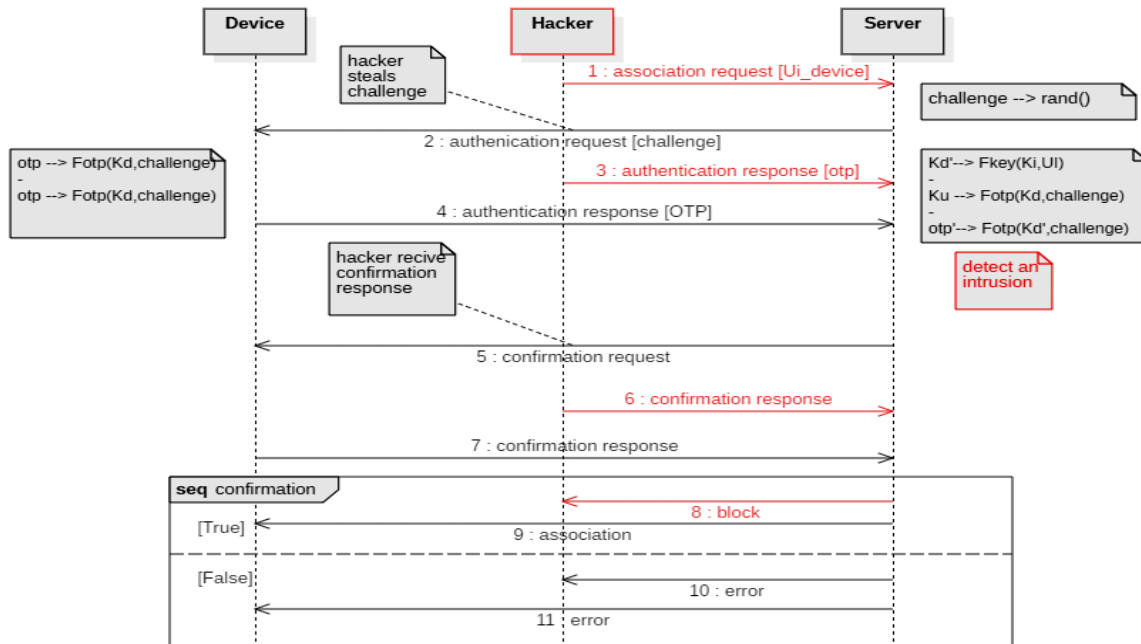 Device
Hacker
Server
hacker
steals
challenge
1 : association request [Ui_device]
challenge --> rand()
2 : authenication request [challenge]
otp --> Fotp(Kd,challenge)
-
otp --> Fotp(Kd,challenge)
3 : authentication response [otp]
Kd'--> Fkey(Ki,UI)
-
Ku --> Fotp(Kd,challenge)
-
otp'--> Fotp(Kd',challenge)
4 : authentication response [OTP]
hacker recive
confirmation
response
detect an
intrusion
5 : confirmation request
6 : confirmation response
7 : confirmation response
seq confirmation
8 : block
[True]
9 : association
[False]
10 : error
11 : error